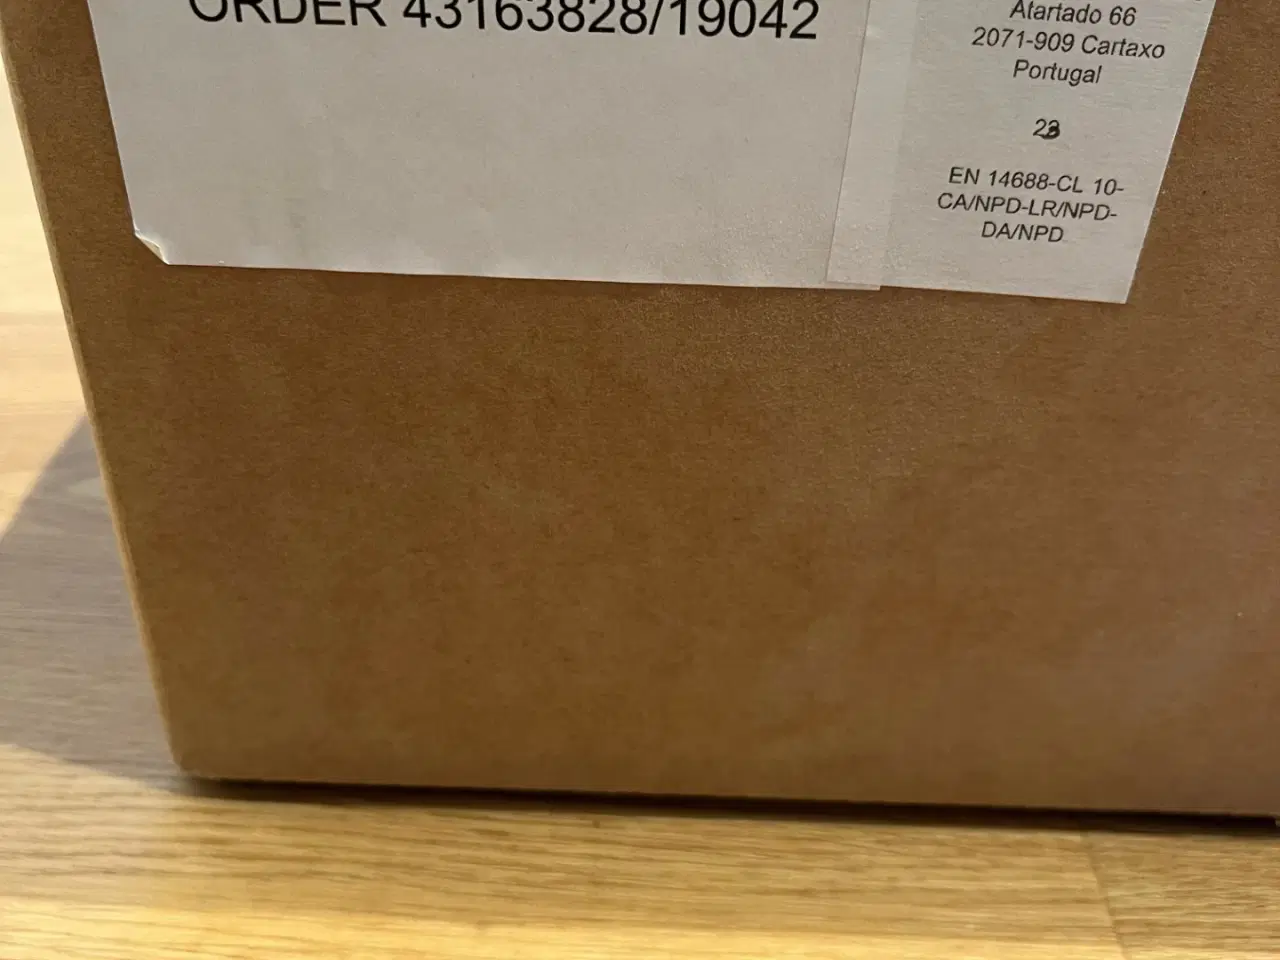 ORDER 43163828/19042
Atartado 66
2071-909 Cartaxo
Portugal
EN 14688-CL 10-
CA/NPD-LR/NPD-
DA/NPD